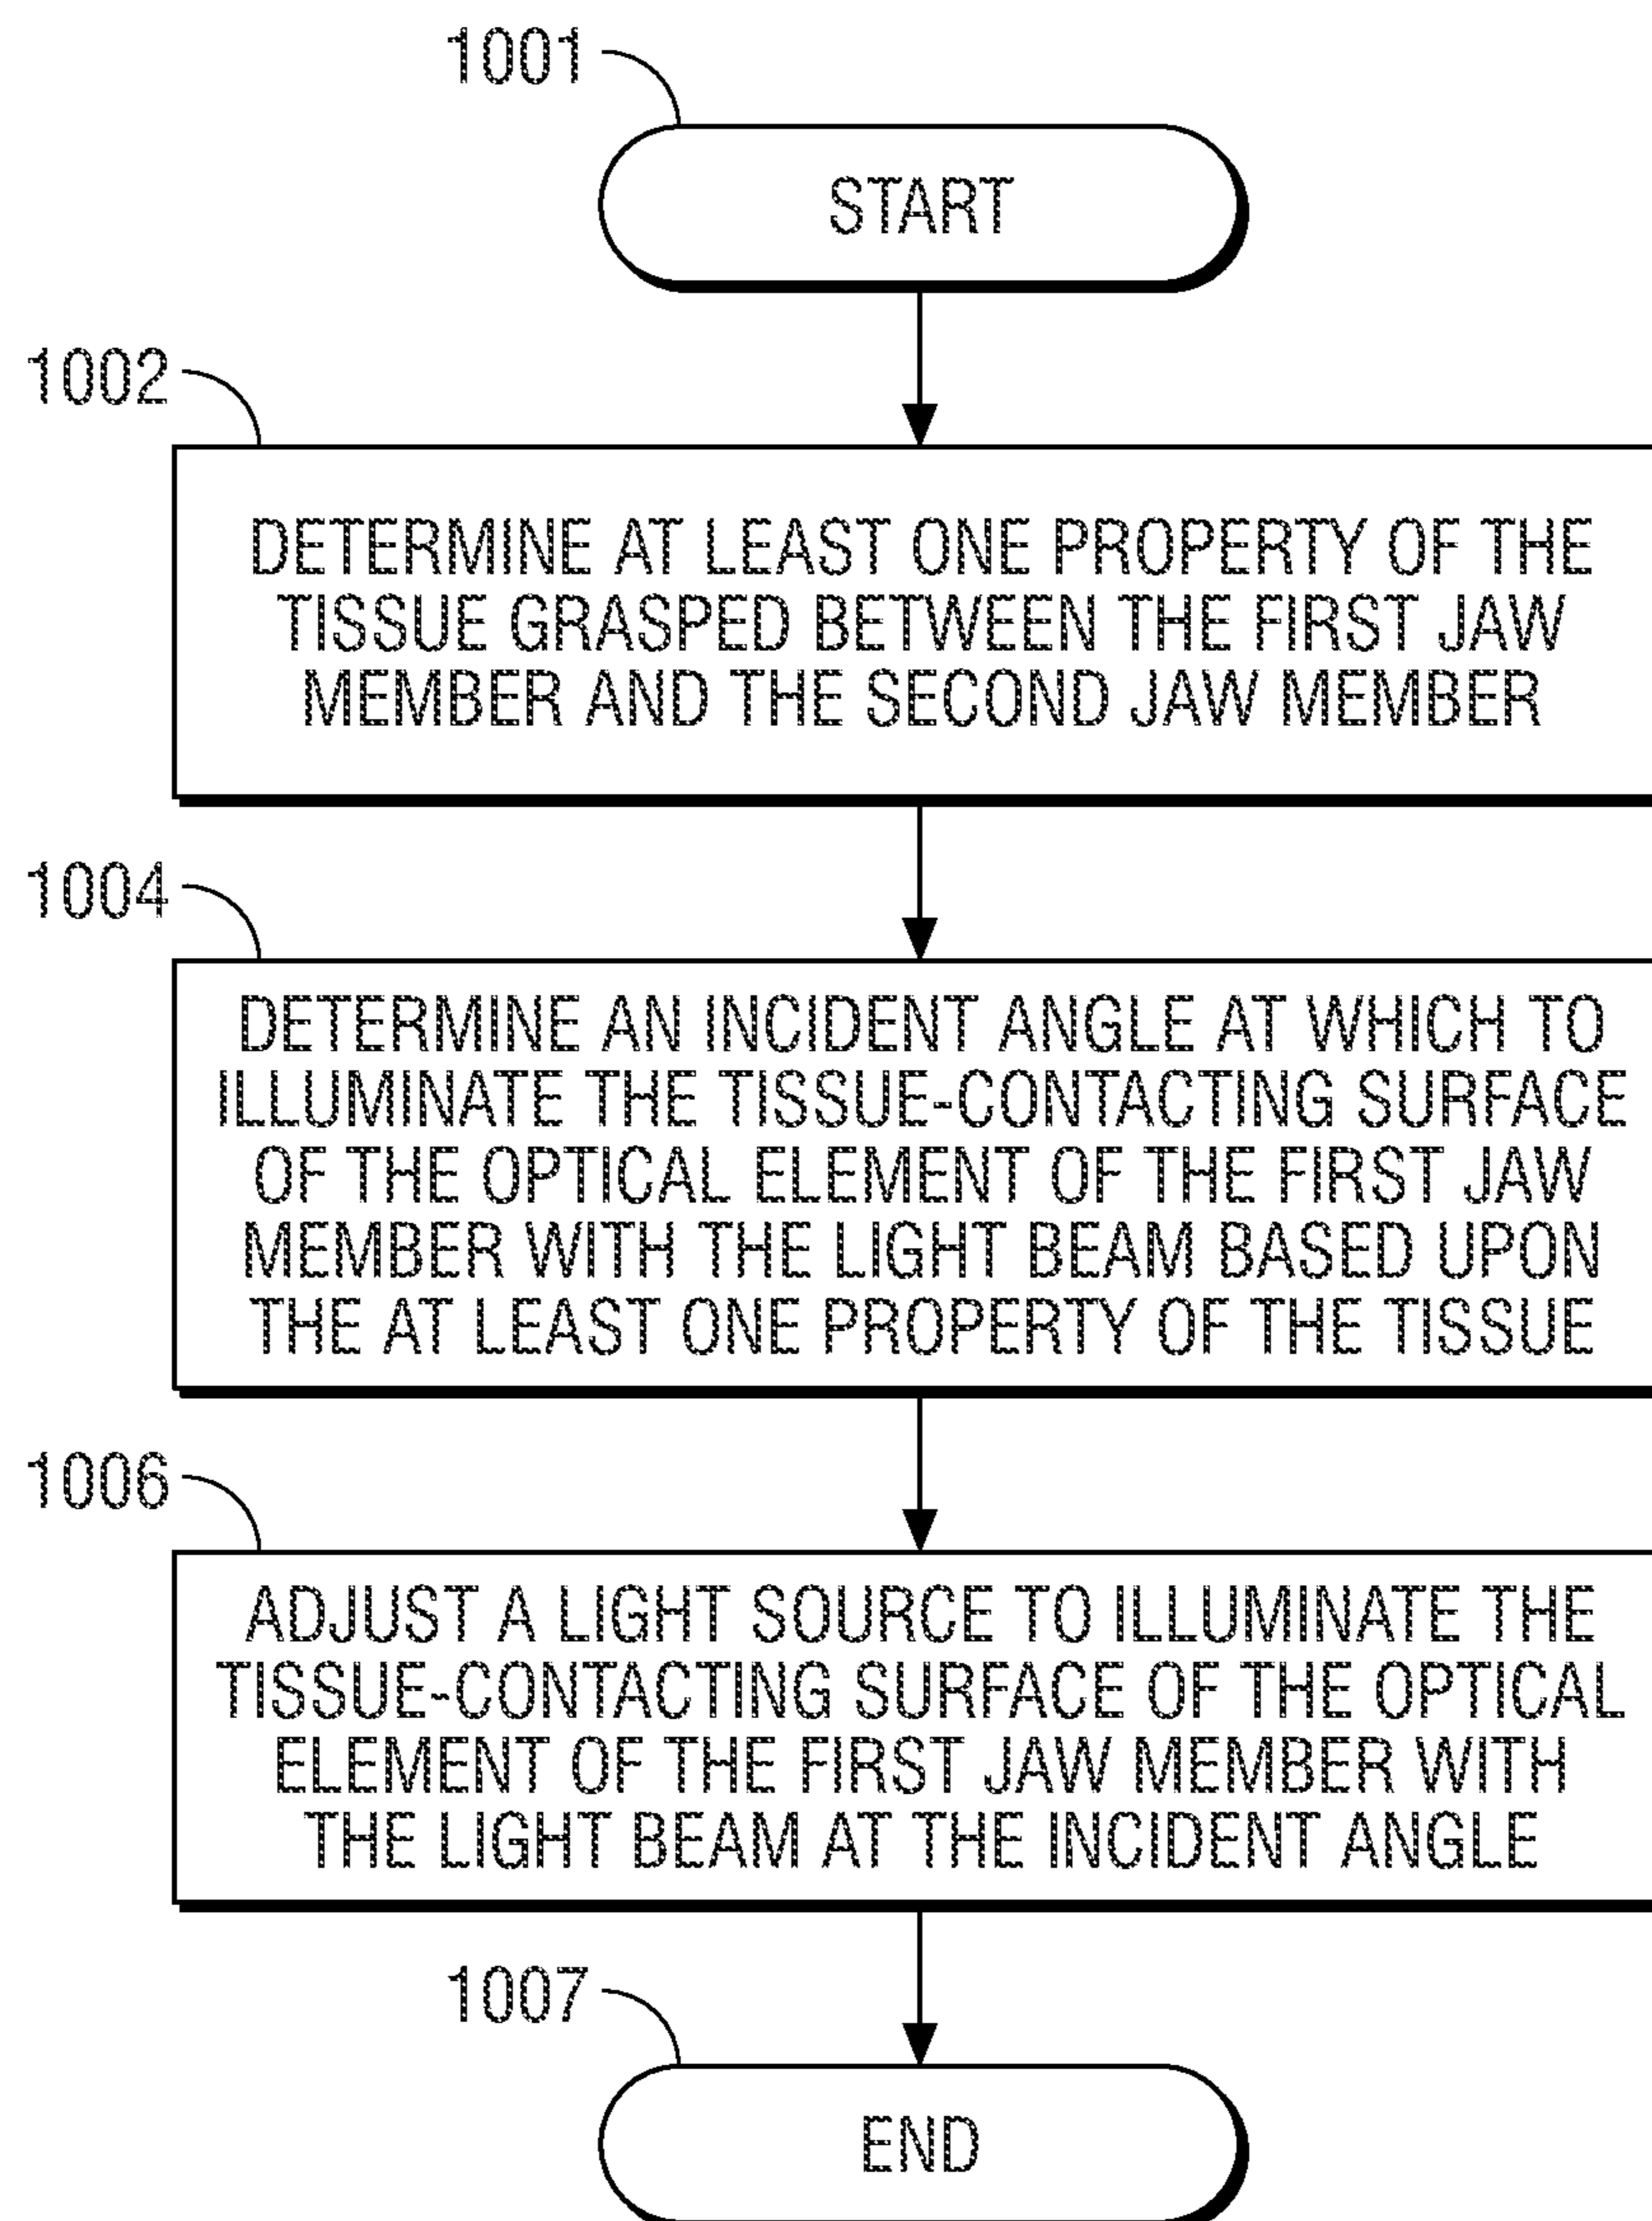 1001
START
1002
DETERMINE AT LEAST ONE PROPERTY OF THE
TISSUE GRASPED BETWEEN THE FIRST JAW
MEMBER AND THE SECOND JAW MEMBER
1004
DETERMINE AN INCIDENT ANGLE AT WHICH TO
ILLUMINATE THE TISSUE-CONTACTING SURFACE
OF THE OPTICAL ELEMENT OF THE FIRST JAW
MEMBER WITH THE LIGHT BEAM BASED UPON
THE AT LEAST ONE PROPERTY OF THE TISSUE
1006
ADJUST A LIGHT SOURCE TO ILLUMINATE THE
TISSUE-CONTACTING SURFACE OF THE OPTICAL
ELEMENT OF THE FIRST JAW MEMBER WITH
THE LIGHT BEAM AT THE INCIDENT ANGLE
1007
END